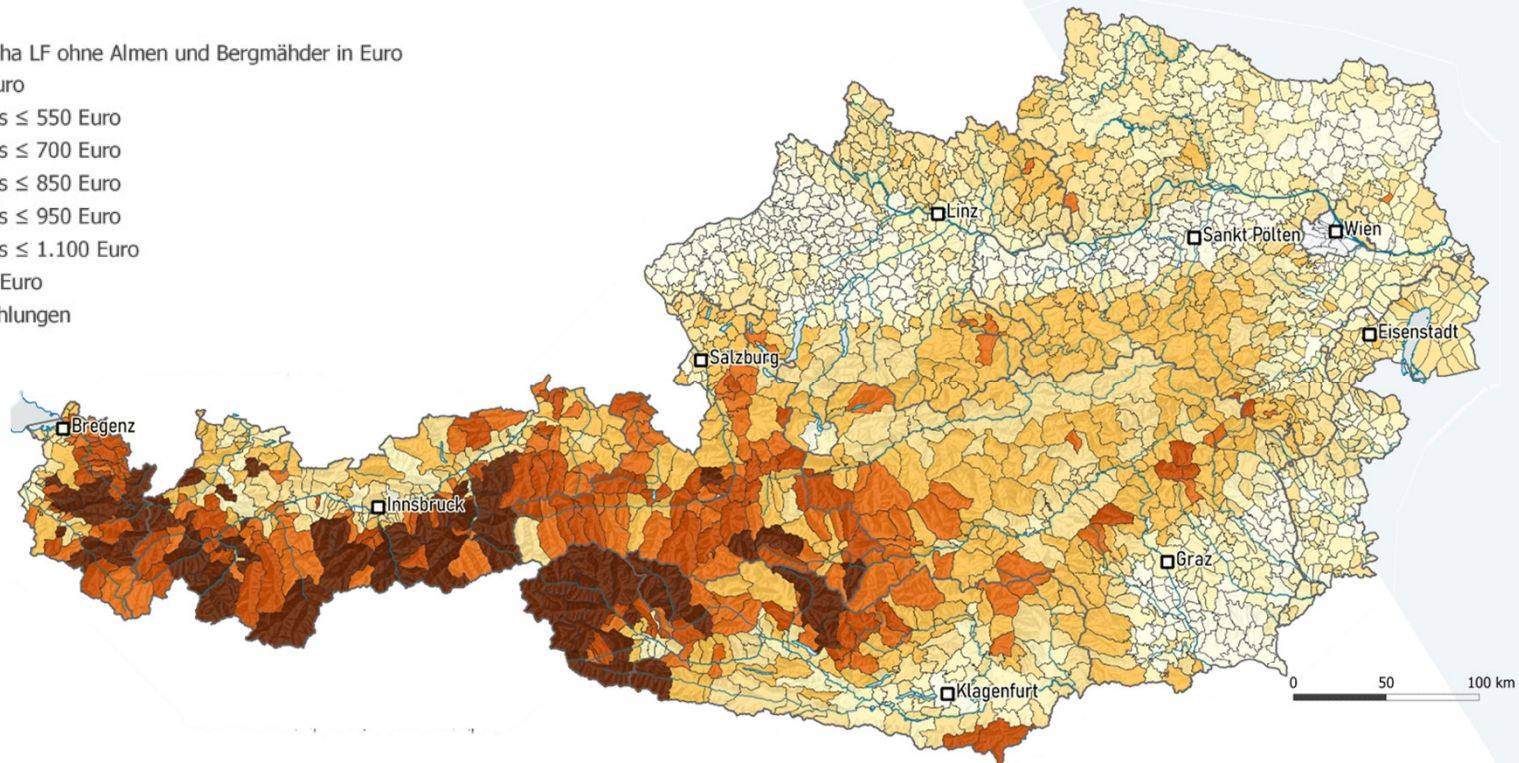 ha LF ohne Almen und Bergmähder in Euro
uro
s ≤ 550 Euro
s ≤ 700 Euro
s ≤ 850 Euro
s ≤ 950 Euro
s ≤ 1.100 Euro
Euro
hlungen
Linz
Sankt Pölten
Wien
Eisenstadt
Salzburg
Bregenz
Innsbruck
Graz
Klagenfurt
0 50 100 km